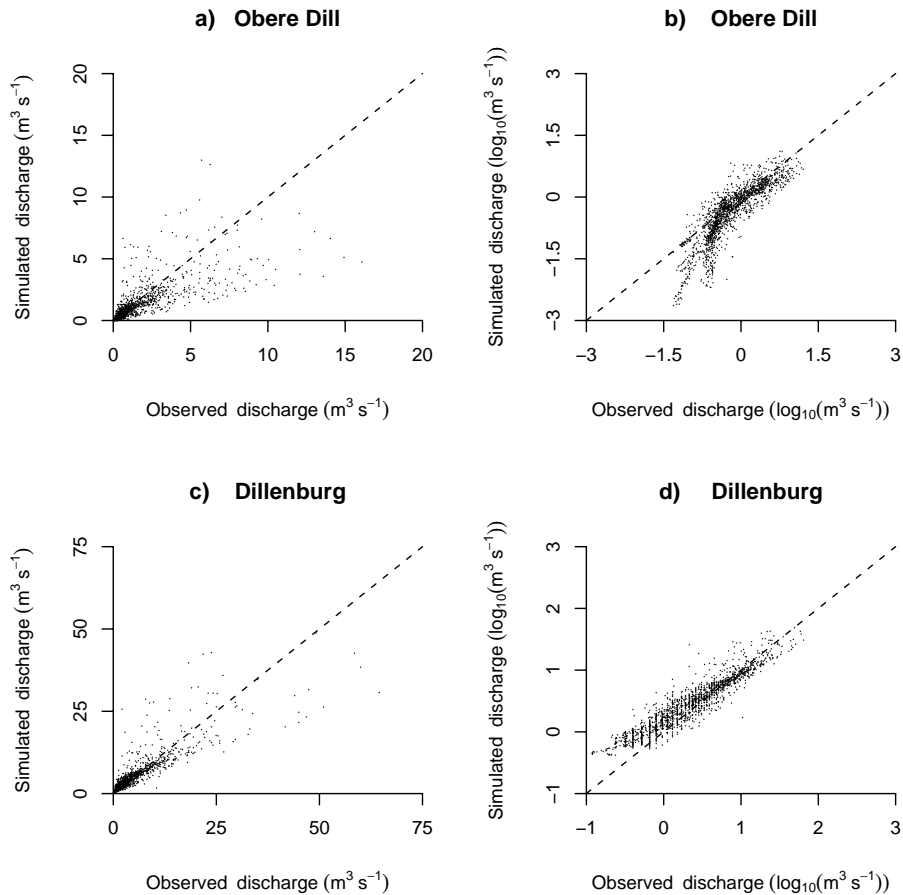 a) Obere Dill
Simulated discharge (m³ s⁻¹)
20
15
10
5
0
0 5 10 15 20
Observed discharge (m³ s⁻¹)
b) Obere Dill
Simulated discharge (log₁₀(m³ s⁻¹))
3
1.5
0
−1.5
−3
−3 −1.5 0 1.5 3
Observed discharge (log₁₀(m³ s⁻¹))
c) Dillenburg
Simulated discharge (m³ s⁻¹)
75
50
25
0
0 25 50 75
Observed discharge (m³ s⁻¹)
d) Dillenburg
Simulated discharge (log₁₀(m³ s⁻¹))
3
2
1
0
−1
−1 0 1 2 3
Observed discharge (log₁₀(m³ s⁻¹))